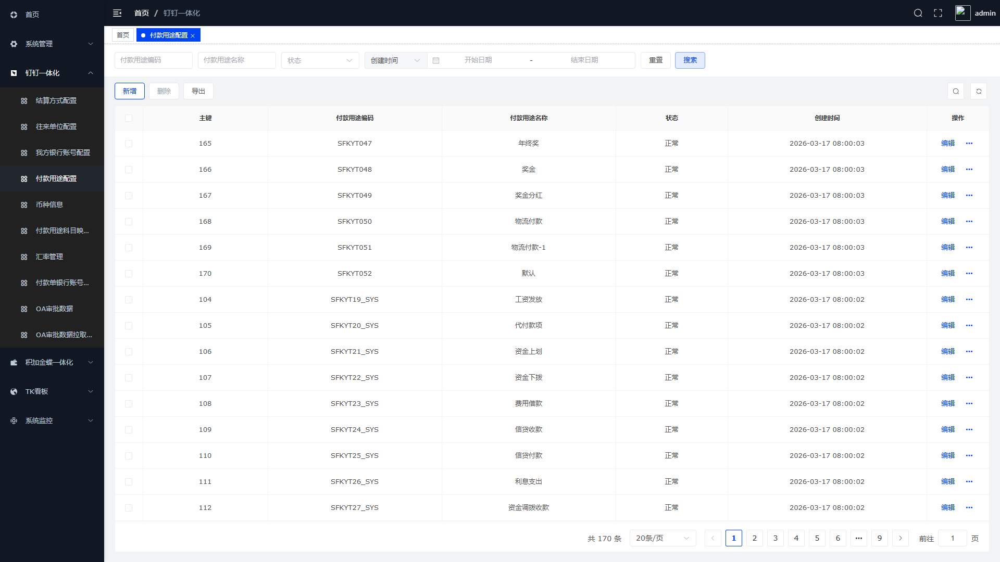 首页
系统管理
钉钉一体化
结算方式配置
往来单位配置
我方银行账号配置
付款用途配置
币种信息
付款用途科目映...
汇率管理
付款单银行账号...
OA审批数据
OA审批数据拉取...
积加金蝶一体化
TK看板
系统监控
首页 / 钉钉一体化
admin
首页 付款用途配置
付款用途编码 付款用途名称 状态 创建时间 开始日期 - 结束日期 重置 搜索
新增 删除 导出
主键 付款用途编码 付款用途名称 状态 创建时间 操作
165 SFKYT047 年终奖 正常 2026-03-17 08:00:03 编辑
166 SFKYT048 奖金 正常 2026-03-17 08:00:03 编辑
167 SFKYT049 奖金分红 正常 2026-03-17 08:00:03 编辑
168 SFKYT050 物流付款 正常 2026-03-17 08:00:03 编辑
169 SFKYT051 物流付款-1 正常 2026-03-17 08:00:03 编辑
170 SFKYT052 默认 正常 2026-03-17 08:00:03 编辑
104 SFKYT19_SYS 工资发放 正常 2026-03-17 08:00:02 编辑
105 SFKYT20_SYS 代付款项 正常 2026-03-17 08:00:02 编辑
106 SFKYT21_SYS 资金上划 正常 2026-03-17 08:00:02 编辑
107 SFKYT22_SYS 资金下拨 正常 2026-03-17 08:00:02 编辑
108 SFKYT23_SYS 费用借款 正常 2026-03-17 08:00:02 编辑
109 SFKYT24_SYS 信贷收款 正常 2026-03-17 08:00:02 编辑
110 SFKYT25_SYS 信贷付款 正常 2026-03-17 08:00:02 编辑
111 SFKYT26_SYS 利息支出 正常 2026-03-17 08:00:02 编辑
112 SFKYT27_SYS 资金调拨收款 正常 2026-03-17 08:00:02 编辑
共 170 条 20条/页 1 2 3 4 5 6 ... 9 前往 1 页